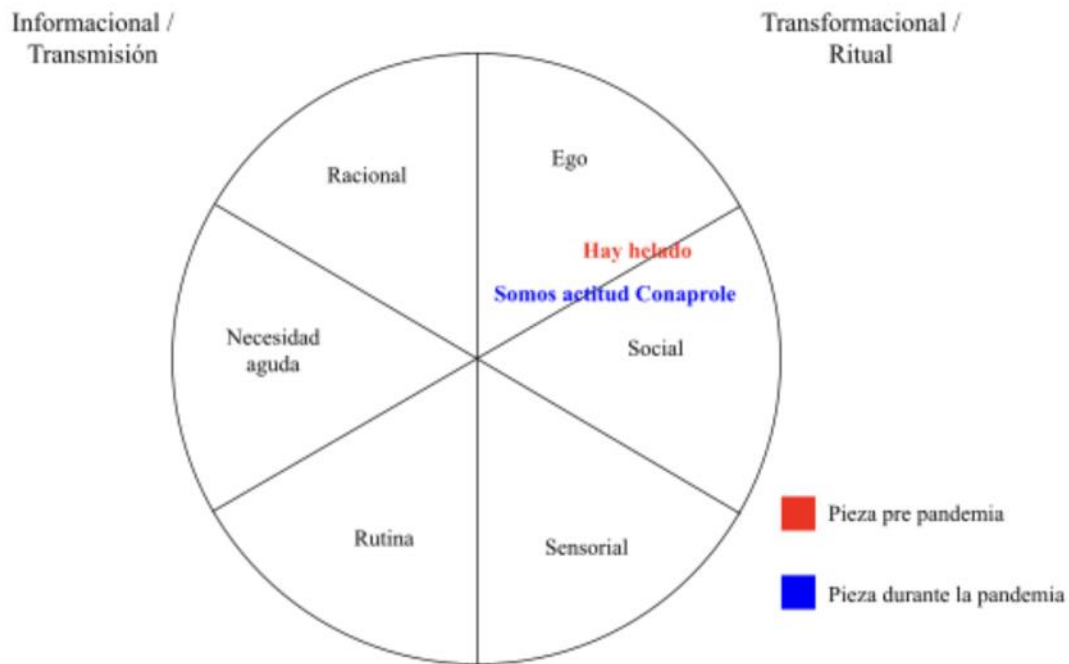 Informacional /
Transmisión
Transformacional /
Ritual
Racional
Ego
Hay helado
Somos actitud Conaprole
Necesidad
aguda
Social
Rutina
Sensorial
Pieza pre pandemia
Pieza durante la pandemia